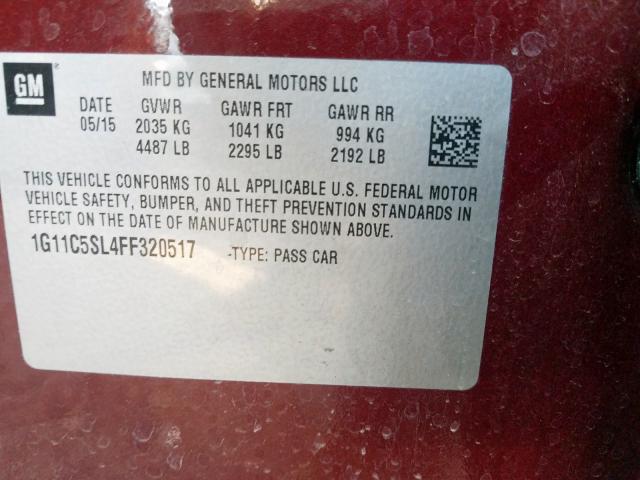 GM ®
MFD BY GENERAL MOTORS LLC
DATE GVWR GAWR FRT GAWR RR
05/15 2035 KG 1041 KG 994 KG
4487 LB 2295 LB 2192 LB
THIS VEHICLE CONFORMS TO ALL APPLICABLE U.S. FEDERAL MOTOR
VEHICLE SAFETY, BUMPER, AND THEFT PREVENTION STANDARDS IN
EFFECT ON THE DATE OF MANUFACTURE SHOWN ABOVE.
1G11C5SL4FF320517 -TYPE: PASS CAR